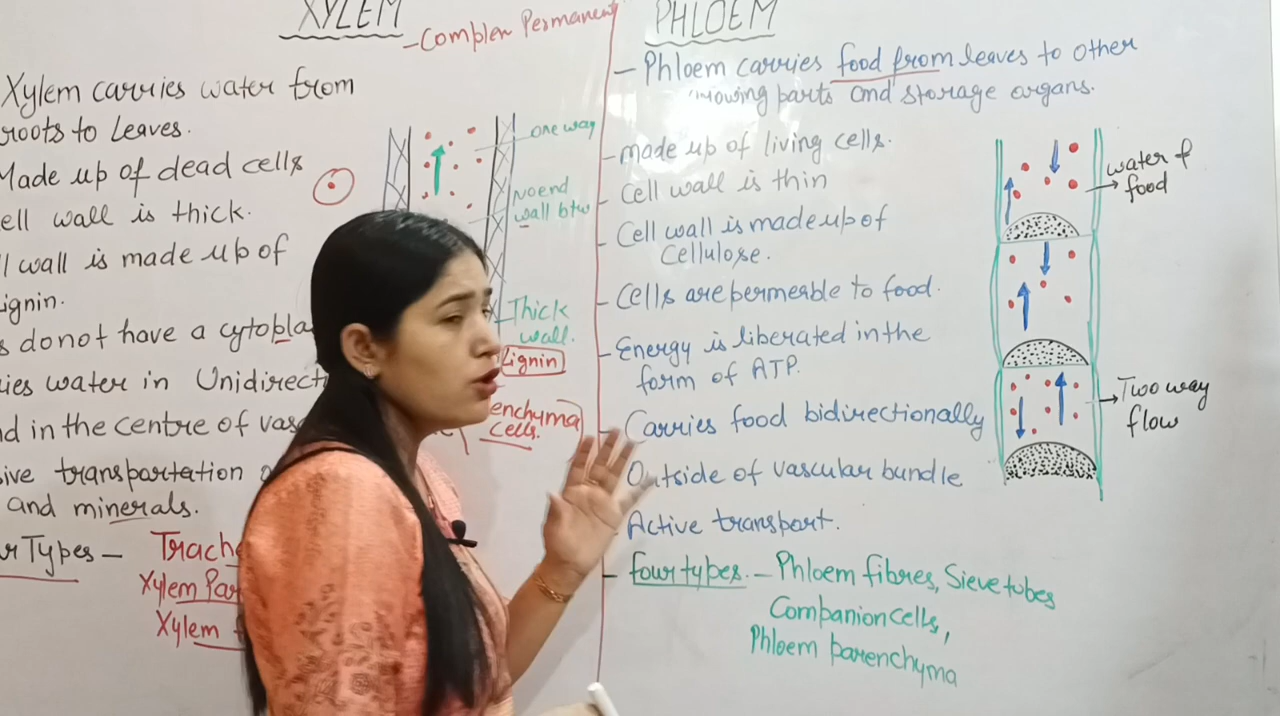 XYLEM
-Complex Permanent
Xylem carries water from
roots to leaves.
Made up of dead cells
ell wall is thick.
l wall is made up of
ignin.
s donot have a cytopla
ies water in Unidirecti
d in the centre of vas
ive transportation
and minerals.
r Types - Trach
Xylem Par
Xylem
one way
No end
wall btw
Thick
wall.
Lignin
enchyma
cells.
PHLOEM
- Phloem carries food from leaves to other
growing parts and storage organs.
- made up of living cells.
- Cell wall is thin
- Cell wall is made up of
Cellulose.
- Cells are permerble to food.
- Energy is liberated in the
form of ATP.
Carries food bidirectionally
Outside of vascular bundle
Active transport.
- four types. - Phloem fibres, Sieve tubes
Companion Cells,
Phloem parenchyma
water &
food
Two way
flow